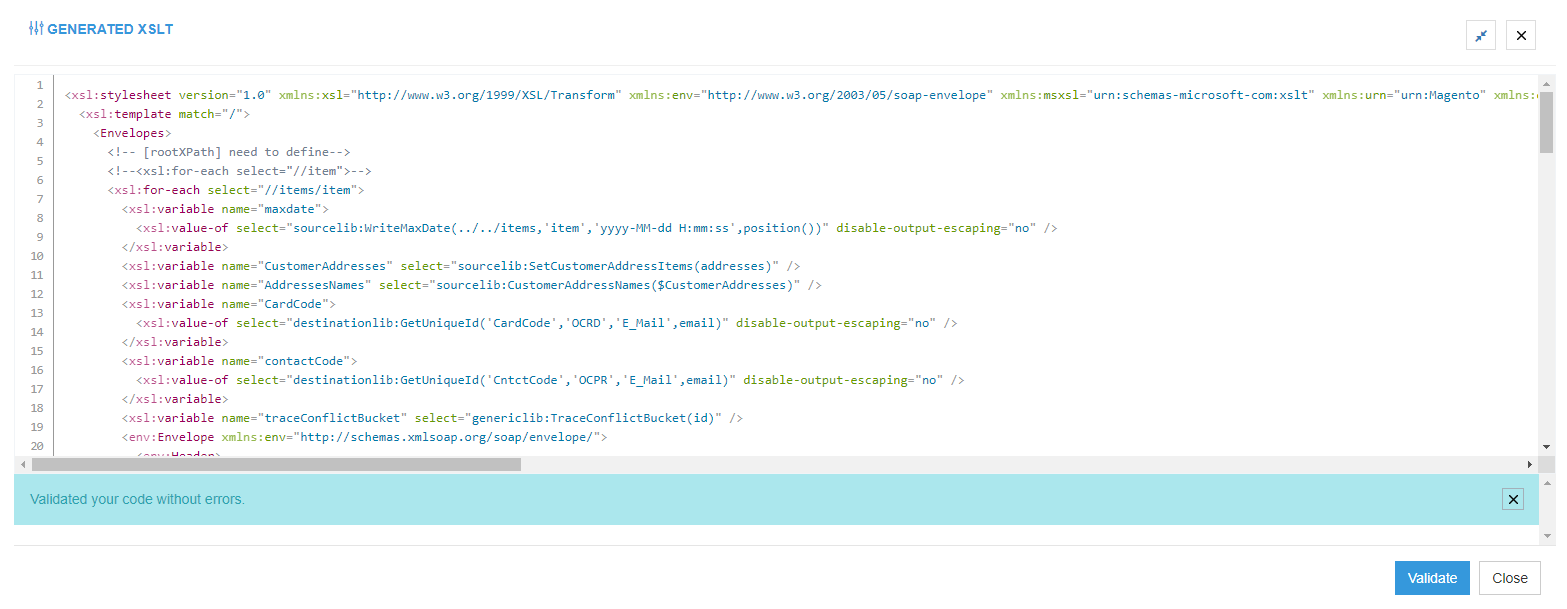 GENERATED XSLT
1
<xsl:stylesheet version="1.0" xmlns:xsl="http://www.w3.org/1999/XSL/Transform" xmlns:env="http://www.w3.org/2003/05/soap-envelope" xmlns:msxsl="urn:schemas-microsoft-com:xslt" xmlns:urn="urn:Magento" xmlns:
2
<xsl:template match="/">
3
<Envelopes>
4
<!-- [rootXPath] need to define-->
5
<!--<xsl:for-each select="//item">-->
6
<xsl:for-each select="//items/item">
7
<xsl:variable name="maxdate">
8
<xsl:value-of select="sourcelib:WriteMaxDate(../../items,'item','yyyy-MM-dd H:mm:ss',position())" disable-output-escaping="no" />
9
</xsl:variable>
10
<xsl:variable name="CustomerAddresses" select="sourcelib:SetCustomerAddressItems(addresses)" />
11
<xsl:variable name="AddressesNames" select="sourcelib:CustomerAddressNames($CustomerAddresses)" />
12
<xsl:variable name="CardCode">
13
<xsl:value-of select="destinationlib:GetUniqueId('CardCode','OCRD','E_Mail',email)" disable-output-escaping="no" />
14
</xsl:variable>
15
<xsl:variable name="contactCode">
16
<xsl:value-of select="destinationlib:GetUniqueId('CntctCode','OCPR','E_Mail',email)" disable-output-escaping="no" />
17
</xsl:variable>
18
<xsl:variable name="traceConflictBucket" select="genericlib:TraceConflictBucket(id)" />
19
<env:Envelope xmlns:env="http://schemas.xmlsoap.org/soap/envelope/">
20
<env:Header>
Validated your code without errors.
Validate
Close